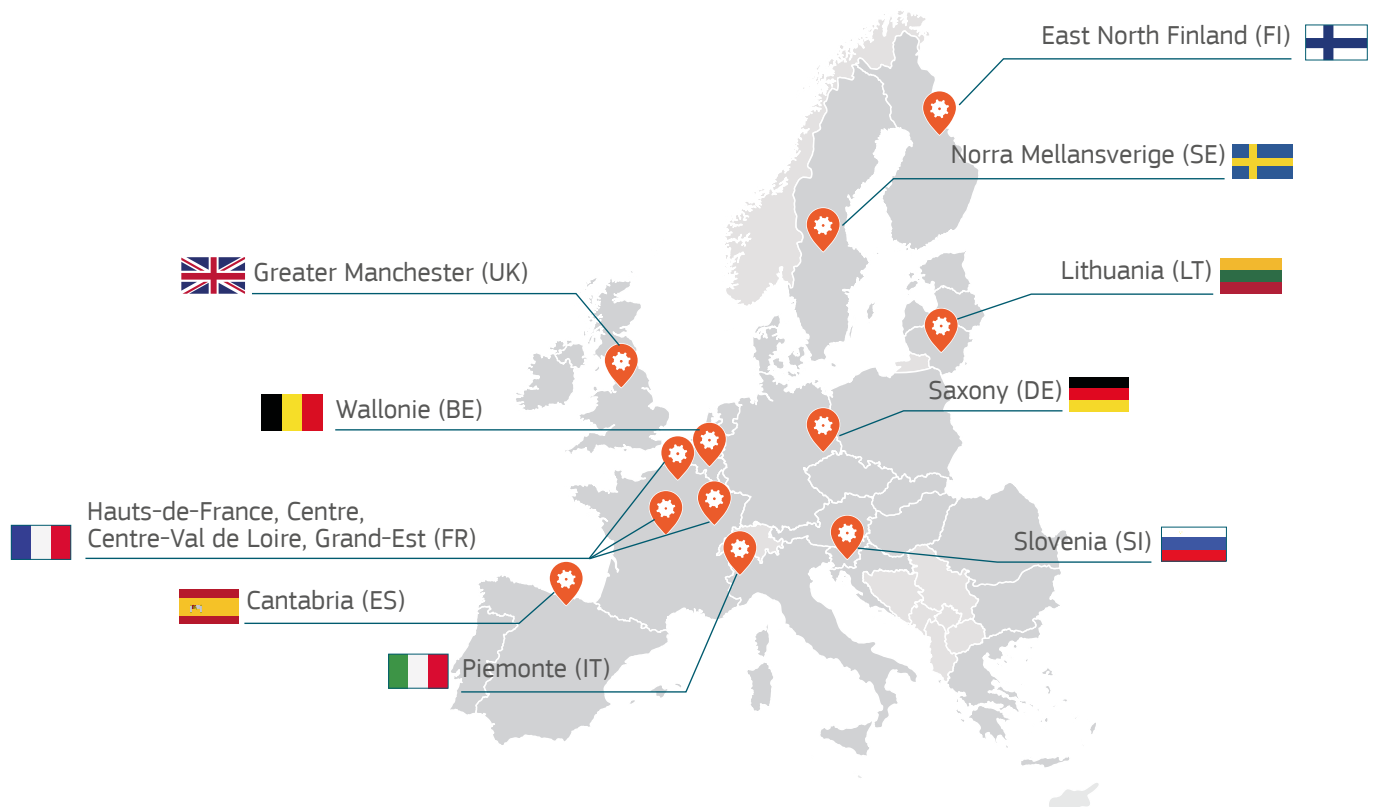 East North Finland (FI)
Norra Mellansverige (SE)
Greater Manchester (UK)
Lithuania (LT)
Saxony (DE)
Wallonie (BE)
Hauts-de-France, Centre,
Centre-Val de Loire, Grand-Est (FR)
Slovenia (SI)
Cantabria (ES)
Piemonte (IT)